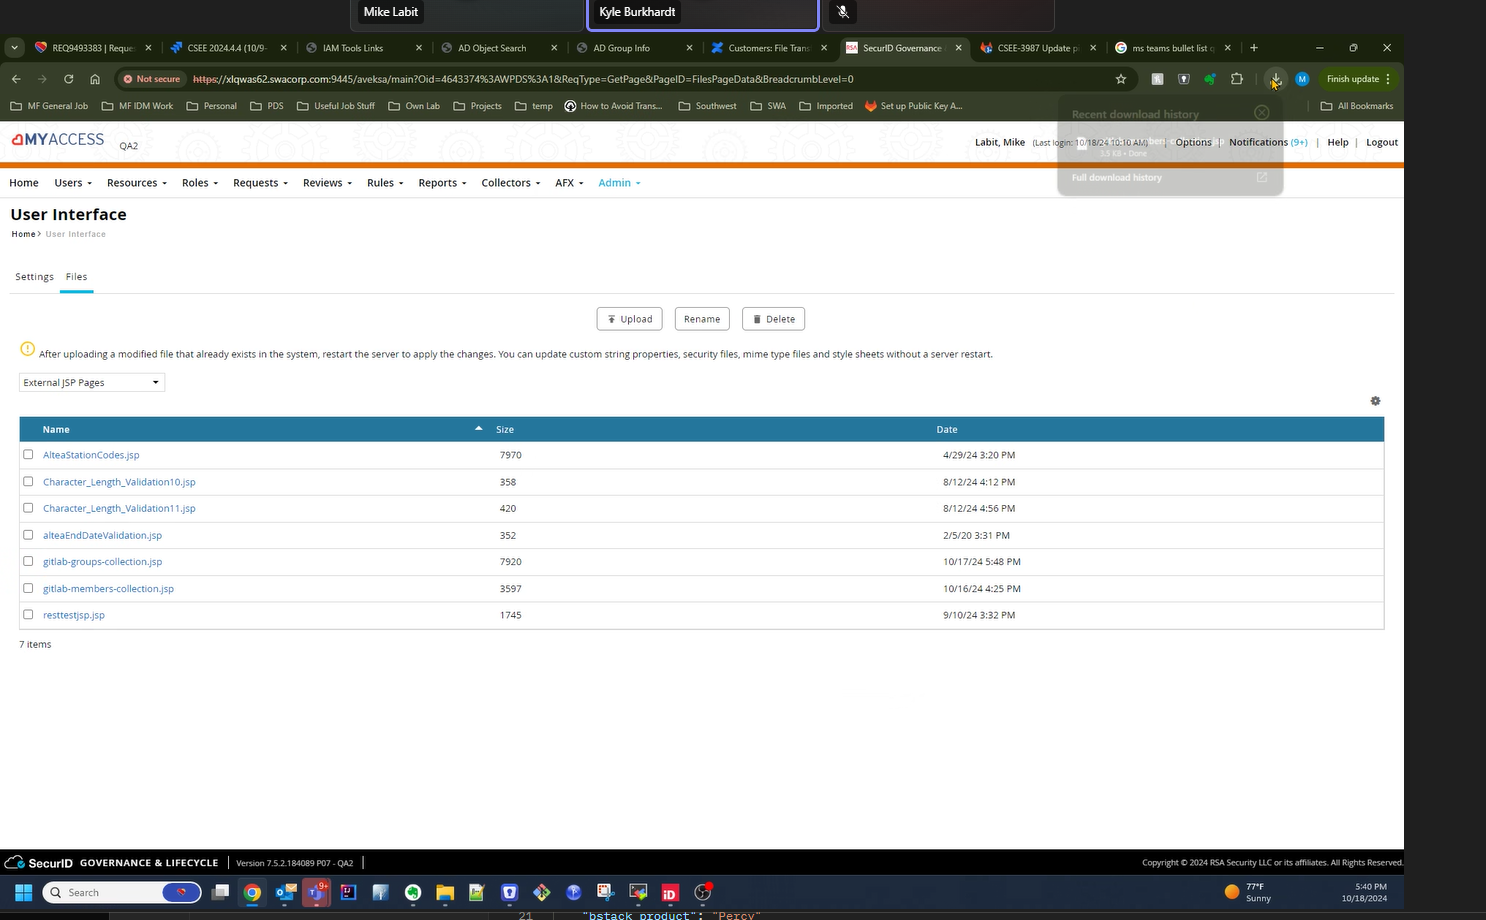 Mike Labit
Kyle Burkhardt
REQ9493383 | Reque
CSEE 2024.4.4 (10/9-
IAM Tools Links
AD Object Search
AD Group Info
Customers: File Trans
SecurID Governance
CSEE-3987 Update p
ms teams bullet list
Not secure
https://xlqwas62.swacorp.com:9445/aveksa/main?Oid=4643374%3AWPDS%3A1&ReqType=GetPage&PageID=FilesPageData&BreadcrumbLevel=0
Finish update
MF General Job
MF IDM Work
Personal
PDS
Useful Job Stuff
Own Lab
Projects
temp
How to Avoid Trans...
Southwest
SWA
Imported
Set up Public Key A...
All Bookmarks
Recent download history
3.5 KB • Done
Full download history
MYACCESS
QA2
Labit, Mike (Last login: 10/18/24 10:10 AM) | Options | Notifications (9+) | Help | Logout
Home Users Resources Roles Requests Reviews Rules Reports Collectors AFX Admin
User Interface
Home > User Interface
Settings Files
Upload Rename Delete
After uploading a modified file that already exists in the system, restart the server to apply the changes. You can update custom string properties, security files, mime type files and style sheets without a server restart.
External JSP Pages
Name Size Date
AlteaStationCodes.jsp 7970 4/29/24 3:20 PM
Character_Length_Validation10.jsp 358 8/12/24 4:12 PM
Character_Length_Validation11.jsp 420 8/12/24 4:56 PM
alteaEndDateValidation.jsp 352 2/5/20 3:31 PM
gitlab-groups-collection.jsp 7920 10/17/24 5:48 PM
gitlab-members-collection.jsp 3597 10/16/24 4:25 PM
resttestjsp.jsp 1745 9/10/24 3:32 PM
7 items
SecurID GOVERNANCE & LIFECYCLE | Version 7.5.2.184089 P07 - QA2 |
Copyright © 2024 RSA Security LLC or its affiliates. All Rights Reserved.
Search
9+
77°F
Sunny
5:40 PM
10/18/2024
21 "bstack_product": "Percy"